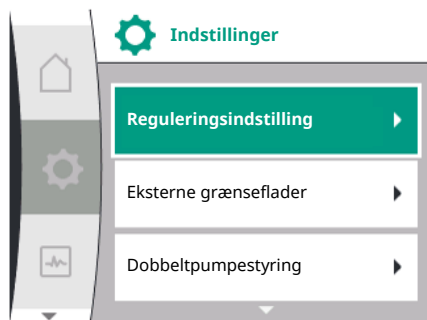 Indstillinger
Reguleringsindstilling
Eksterne grænseflader
Dobbeltpumpestyring